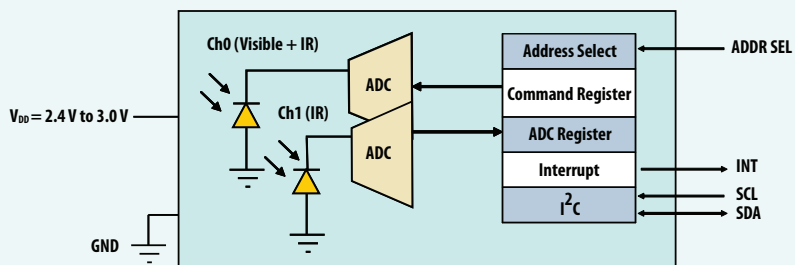 Ch0 (Visible + IR)
ADC
Address Select
ADDR SEL
Command Register
VDD = 2.4 V to 3.0 V
Ch1 (IR)
ADC
ADC Register
Interrupt
INT
I²C
SCL
SDA
GND